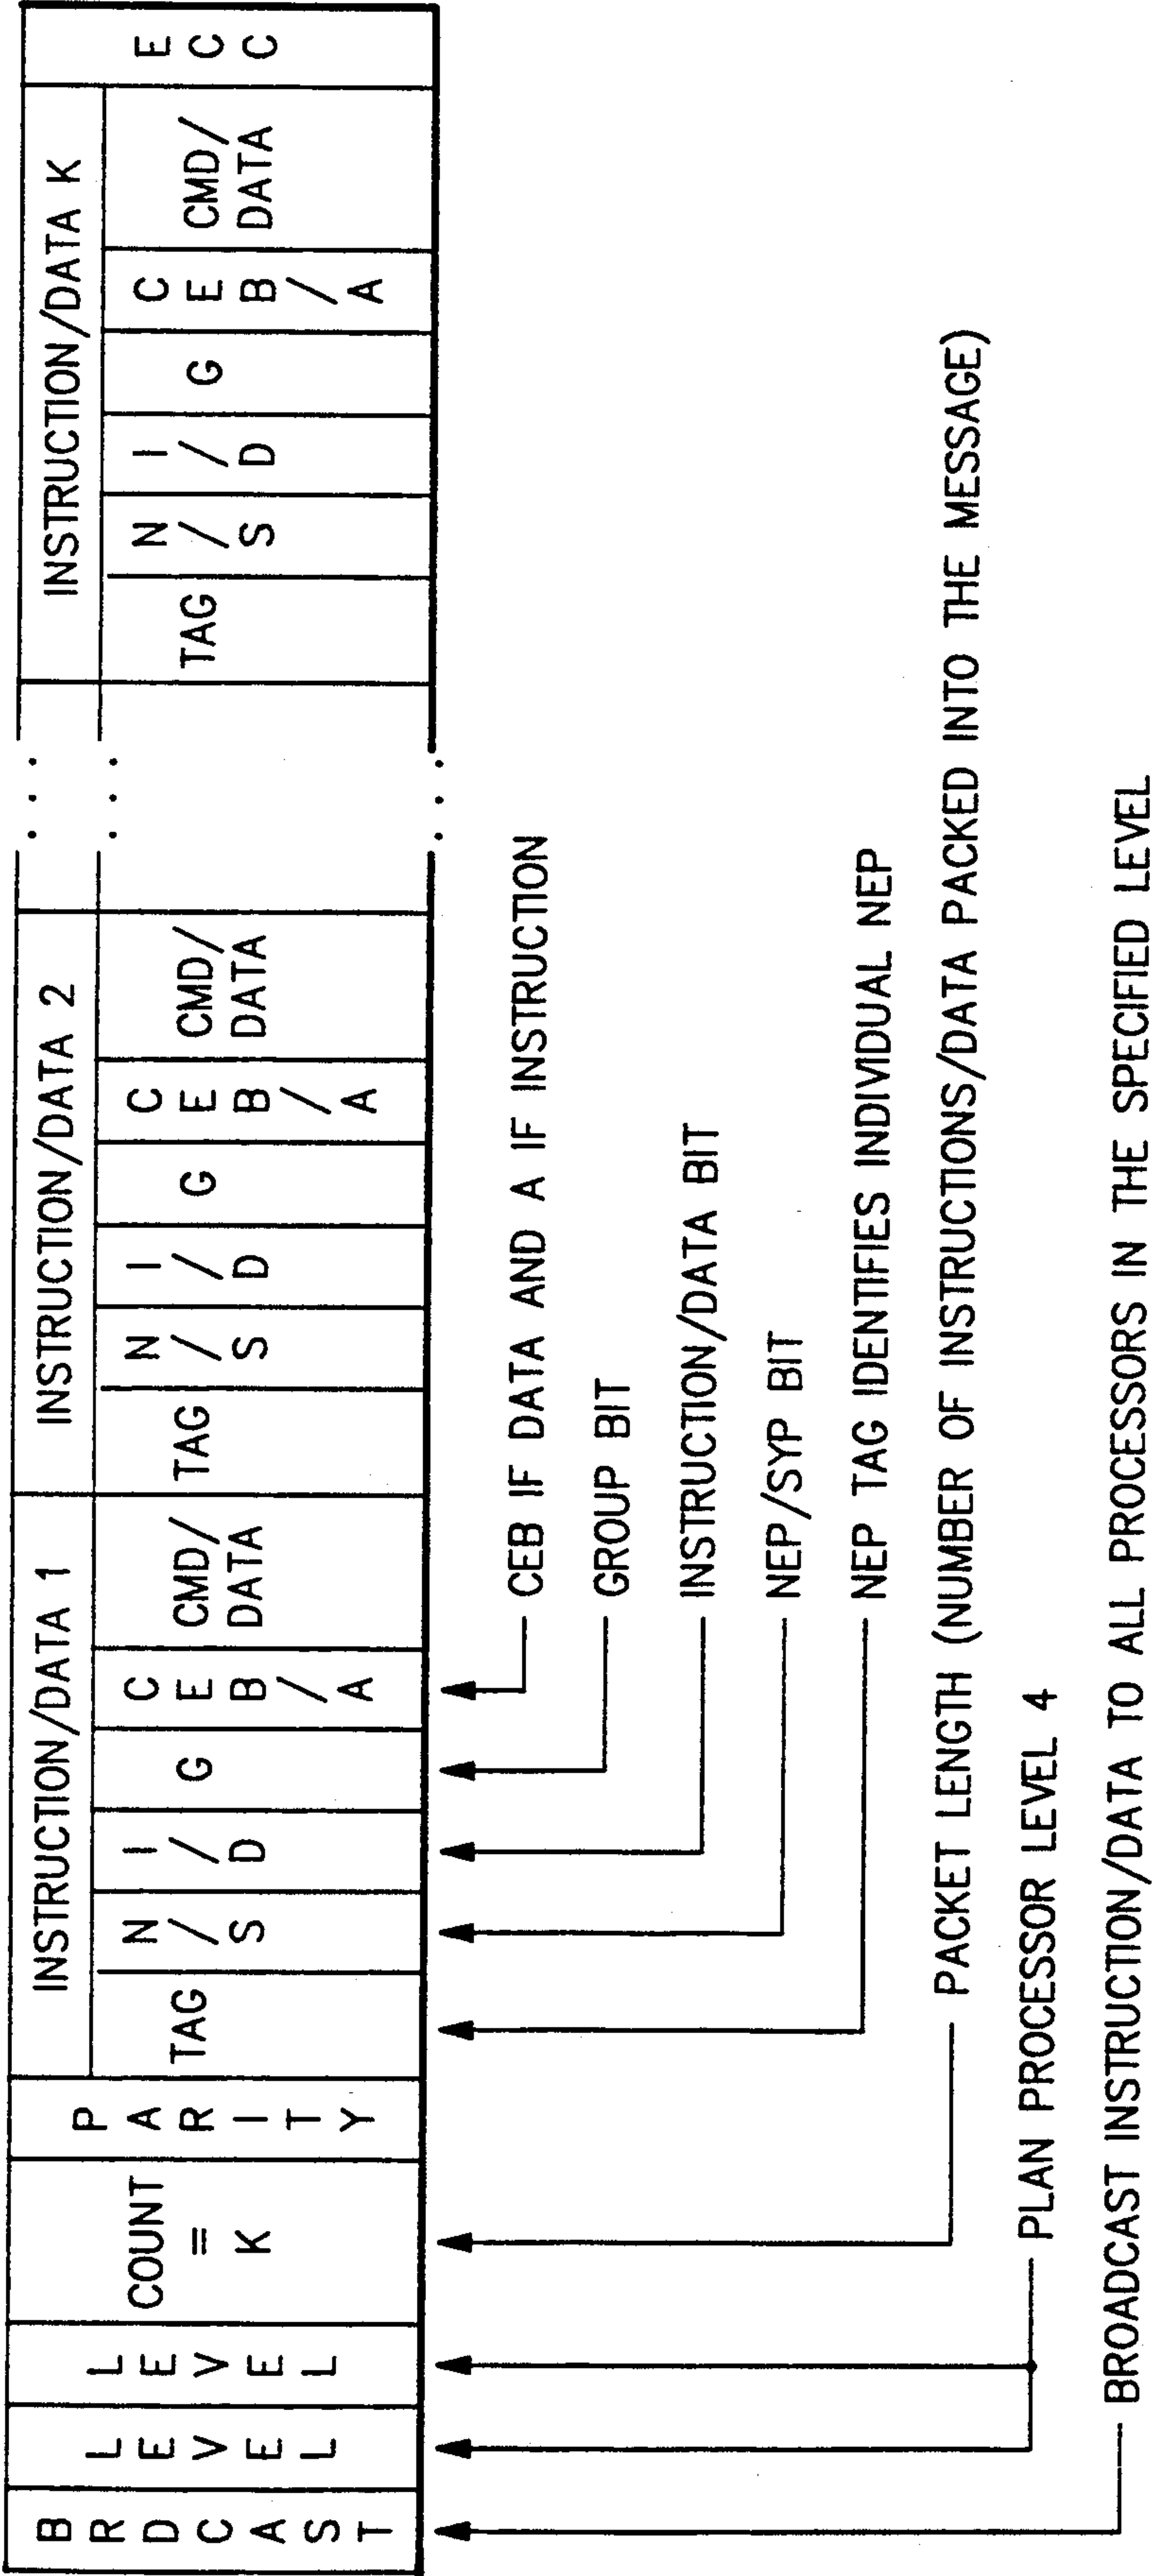 BRDCAST
LEVEL
LEVEL
COUNT
=
K
PARITY
INSTRUCTION/DATA 1
TAG
N/S
I/D
G
CEB/A
CMD/
DATA
INSTRUCTION/DATA 2
TAG
N/S
I/D
G
CEB/A
CMD/
DATA
. . .
. . .
. . .
INSTRUCTION/DATA K
TAG
N/S
I/D
G
CEB/A
CMD/
DATA
ECC
CEB IF DATA AND A IF INSTRUCTION
GROUP BIT
INSTRUCTION/DATA BIT
NEP/SYP BIT
NEP TAG IDENTIFIES INDIVIDUAL NEP
PACKET LENGTH (NUMBER OF INSTRUCTIONS/DATA PACKED INTO THE MESSAGE)
PLAN PROCESSOR LEVEL 4
BROADCAST INSTRUCTION/DATA TO ALL PROCESSORS IN THE SPECIFIED LEVEL